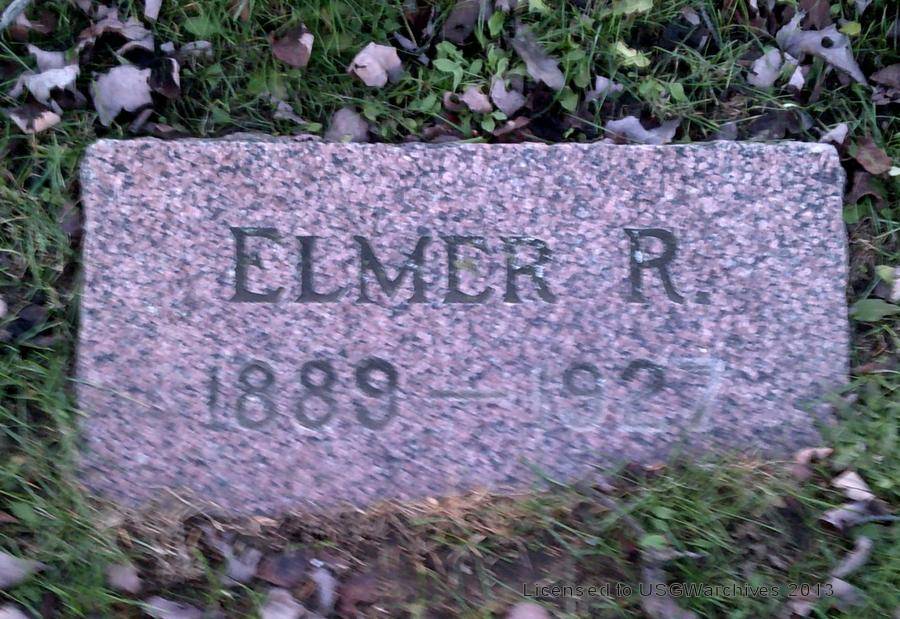 ELMER R.
1889 — 1927
Licensed to USGWarchives 2013